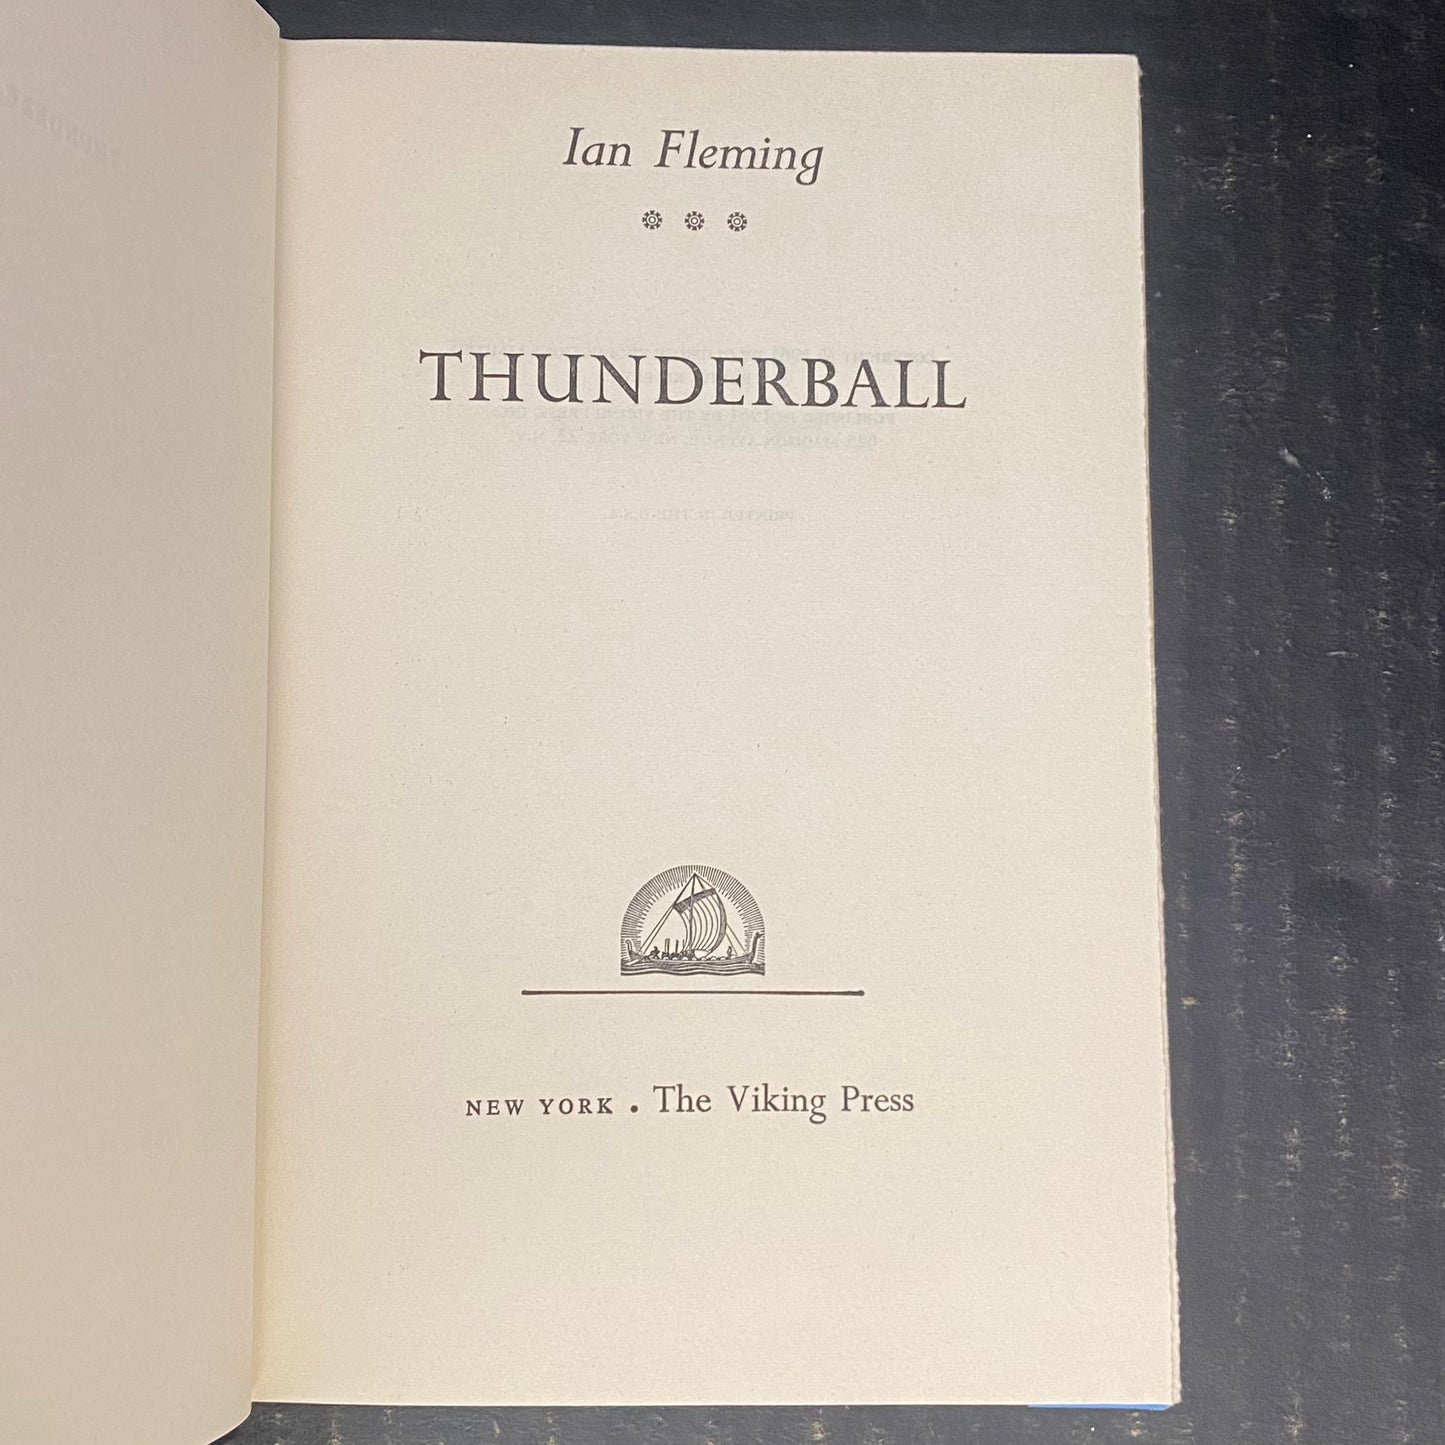 Ian Fleming
THUNDERBALL
NEW YORK . The Viking Press